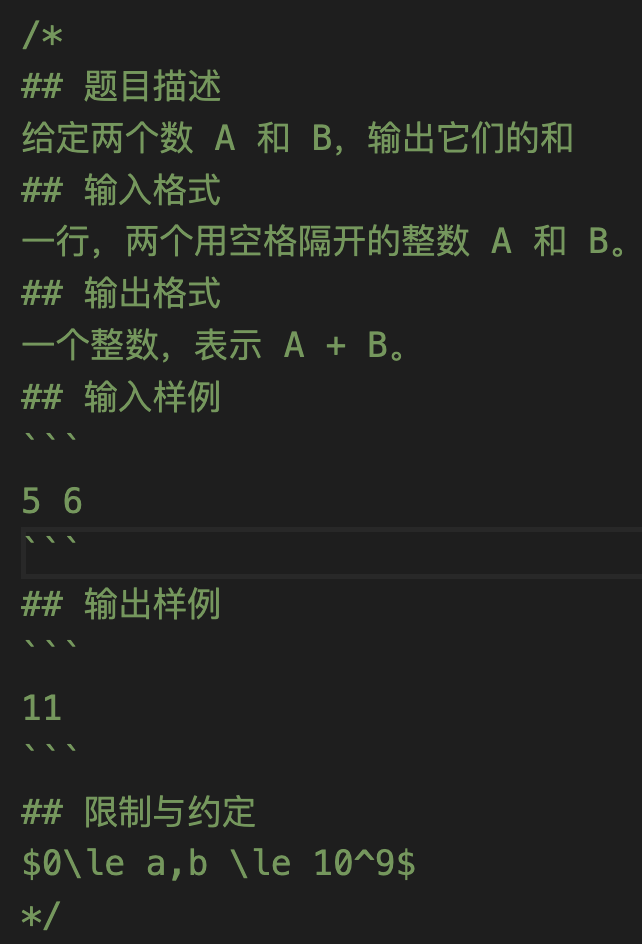 /*
## 题目描述
给定两个数 A 和 B，输出它们的和
## 输入格式
一行，两个用空格隔开的整数 A 和 B。
## 输出格式
一个整数，表示 A + B。
## 输入样例
```
5 6
```
## 输出样例
```
11
```
## 限制与约定
$0\le a,b \le 10^9$
*/